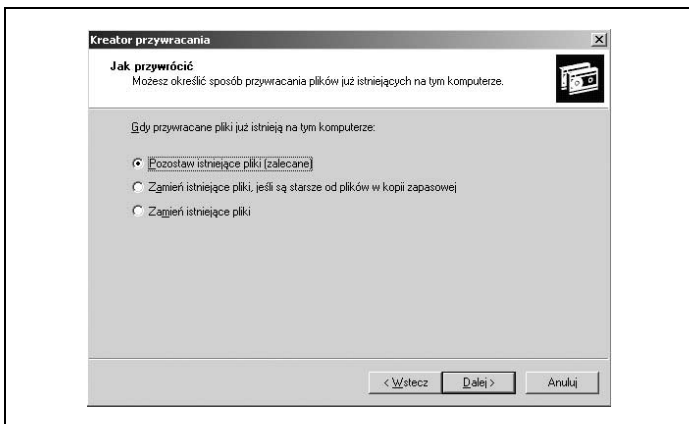 Kreator przywracania
Jak przywrócić
Możesz określić sposób przywracania plików już istniejących na tym komputerze.
Gdy przywracane pliki już istnieją na tym komputerze:
Pozostaw istniejące pliki (zalecane)
Zamień istniejące pliki, jeśli są starsze od plików w kopii zapasowej
Zamień istniejące pliki
< Wstecz Dalej > Anuluj